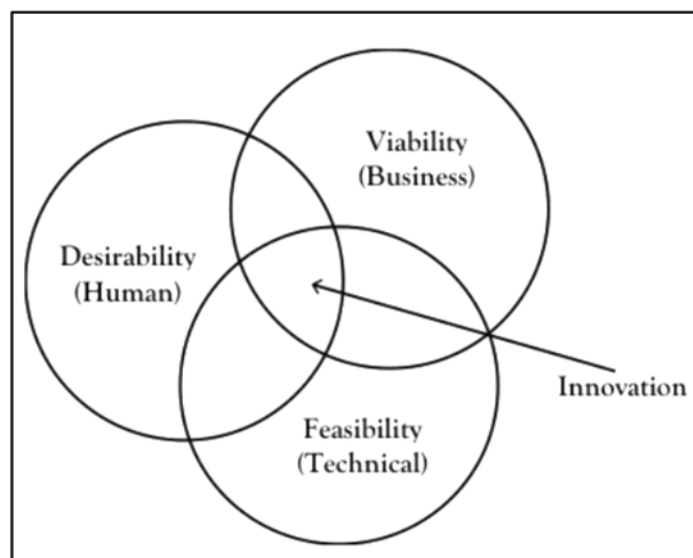 Viability
(Business)
Desirability
(Human)
Innovation
Feasibility
(Technical)